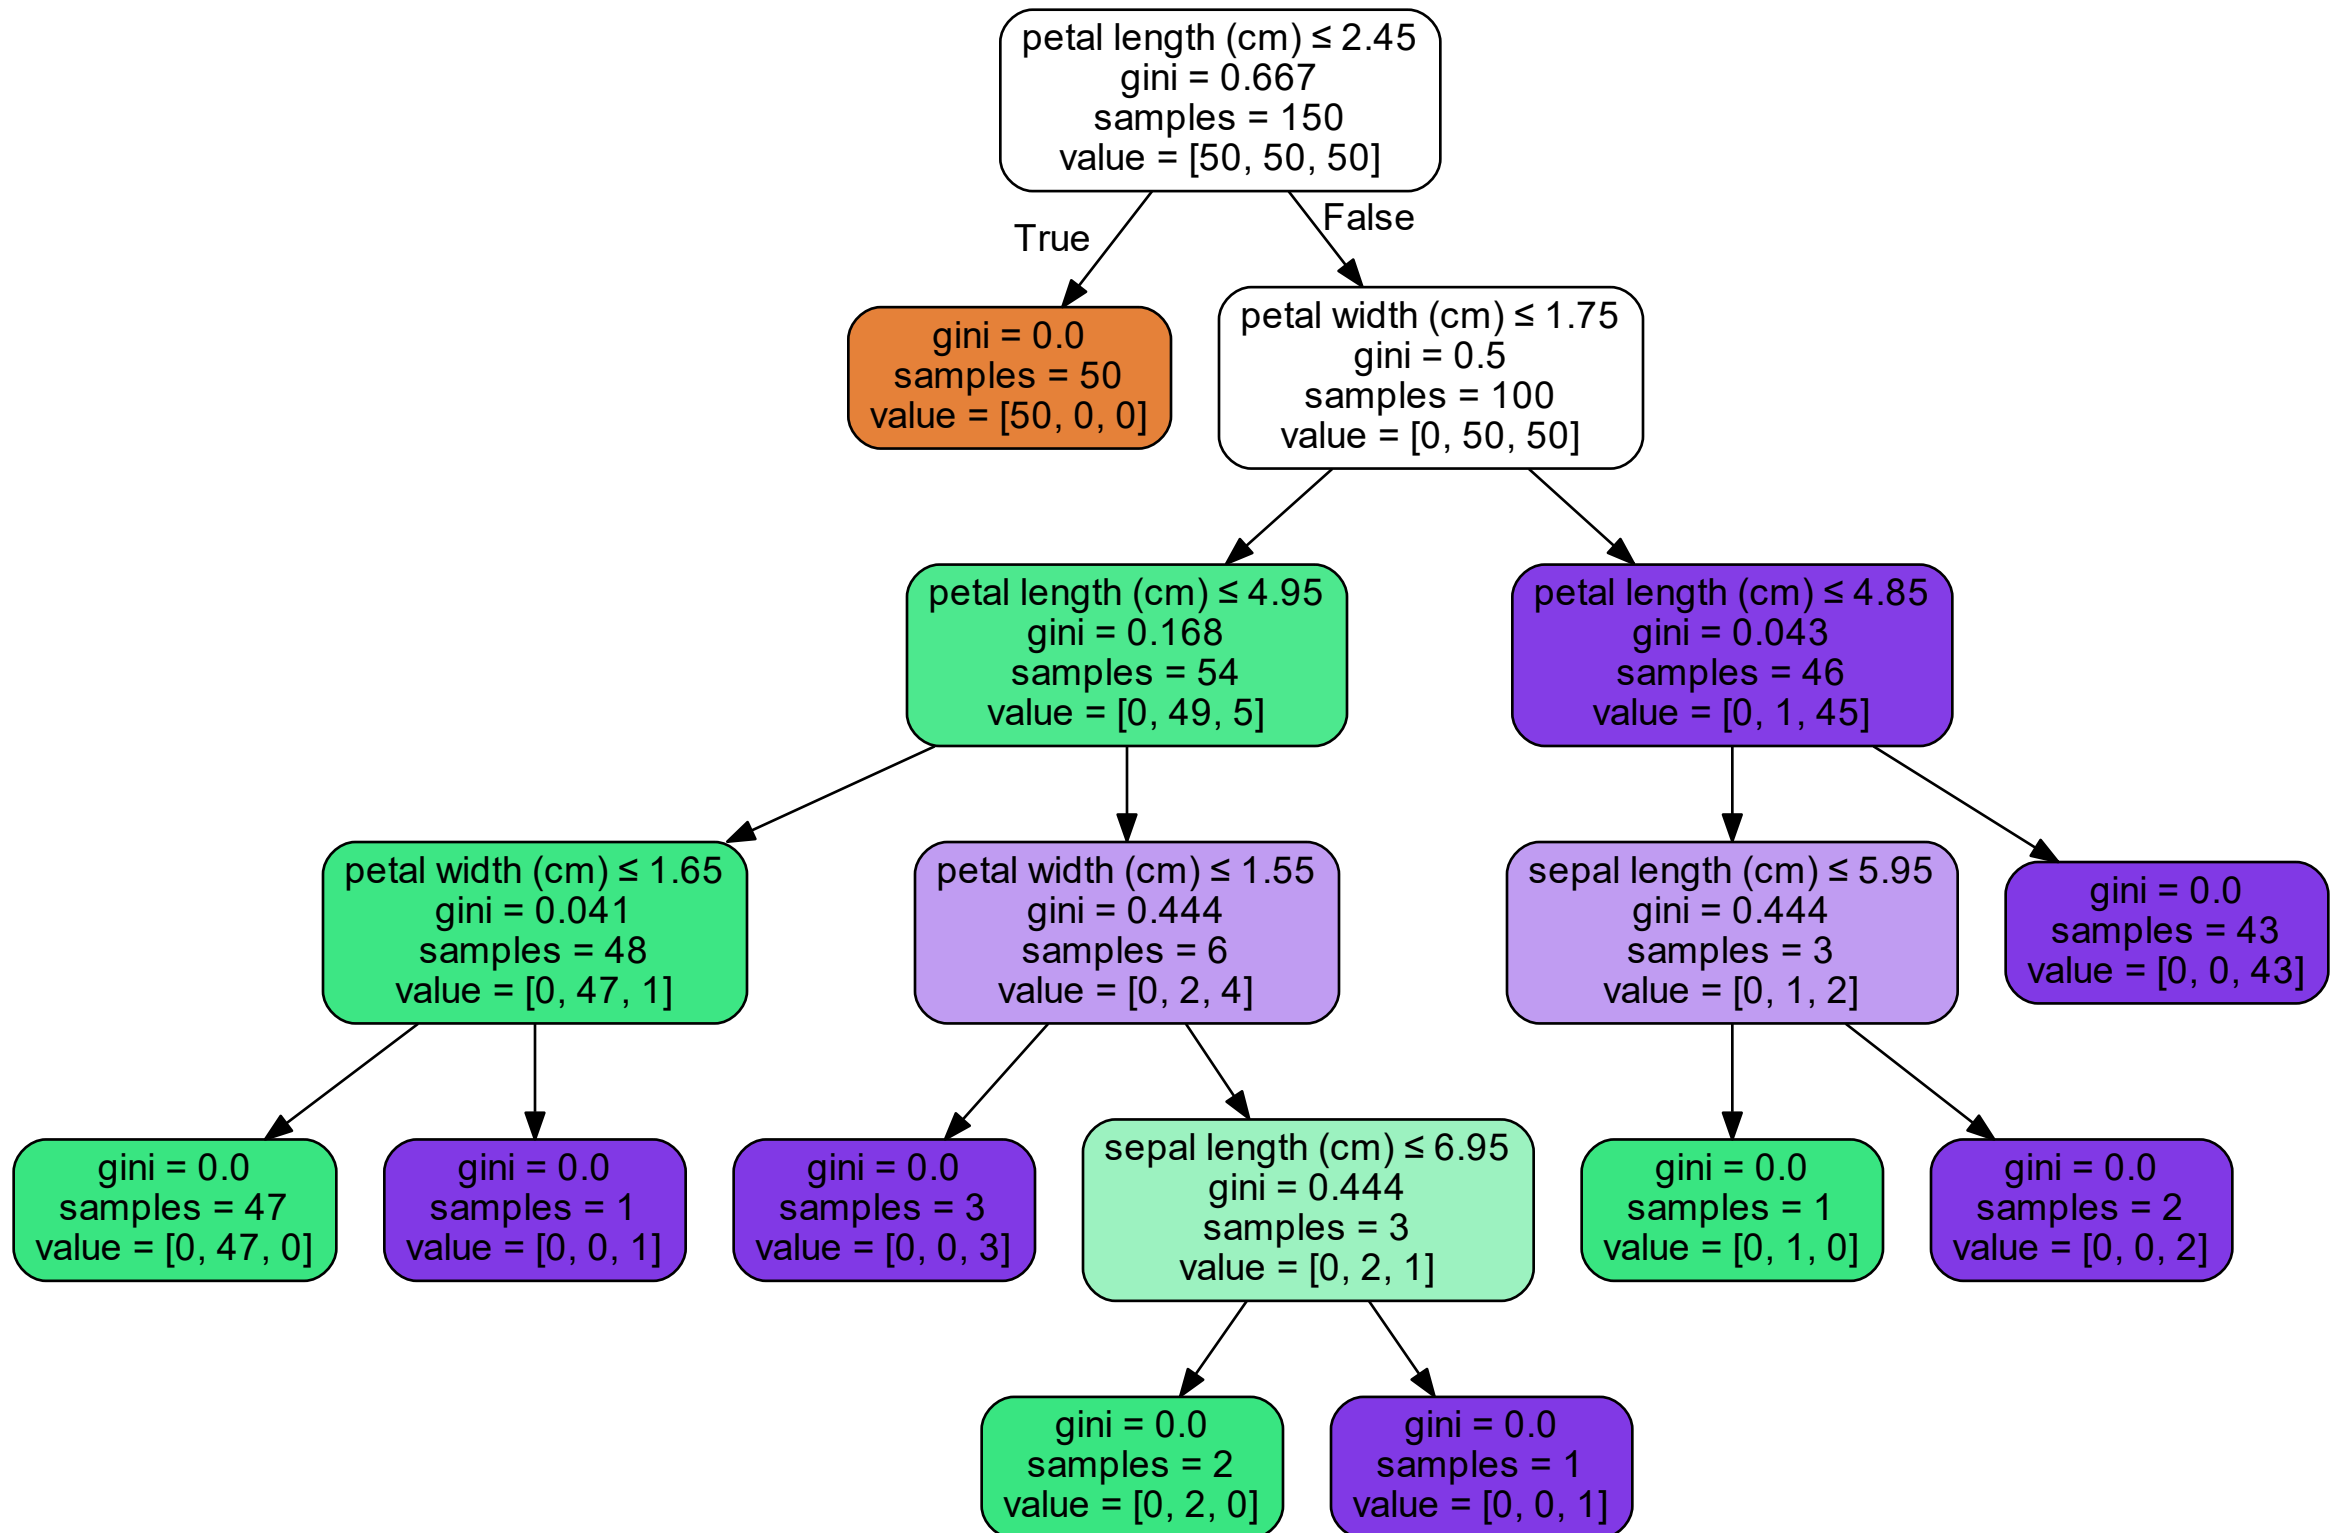 petal length (cm) ≤ 2.45
gini = 0.667
samples = 150
value = [50, 50, 50]
True
False
gini = 0.0
samples = 50
value = [50, 0, 0]
petal width (cm) ≤ 1.75
gini = 0.5
samples = 100
value = [0, 50, 50]
petal length (cm) ≤ 4.95
gini = 0.168
samples = 54
value = [0, 49, 5]
petal length (cm) ≤ 4.85
gini = 0.043
samples = 46
value = [0, 1, 45]
petal width (cm) ≤ 1.65
gini = 0.041
samples = 48
value = [0, 47, 1]
petal width (cm) ≤ 1.55
gini = 0.444
samples = 6
value = [0, 2, 4]
sepal length (cm) ≤ 5.95
gini = 0.444
samples = 3
value = [0, 1, 2]
gini = 0.0
samples = 43
value = [0, 0, 43]
gini = 0.0
samples = 47
value = [0, 47, 0]
gini = 0.0
samples = 1
value = [0, 0, 1]
gini = 0.0
samples = 3
value = [0, 0, 3]
sepal length (cm) ≤ 6.95
gini = 0.444
samples = 3
value = [0, 2, 1]
gini = 0.0
samples = 1
value = [0, 1, 0]
gini = 0.0
samples = 2
value = [0, 0, 2]
gini = 0.0
samples = 2
value = [0, 2, 0]
gini = 0.0
samples = 1
value = [0, 0, 1]